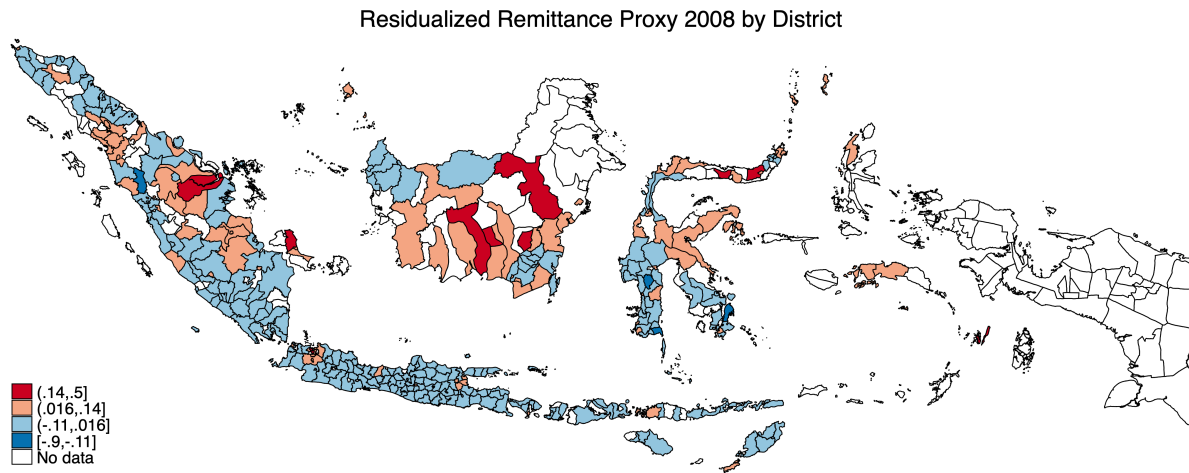 Residualized Remittance Proxy 2008 by District
(.14,.5]
(.016,.14]
(-.11,.016]
[-.9,-.11]
No data